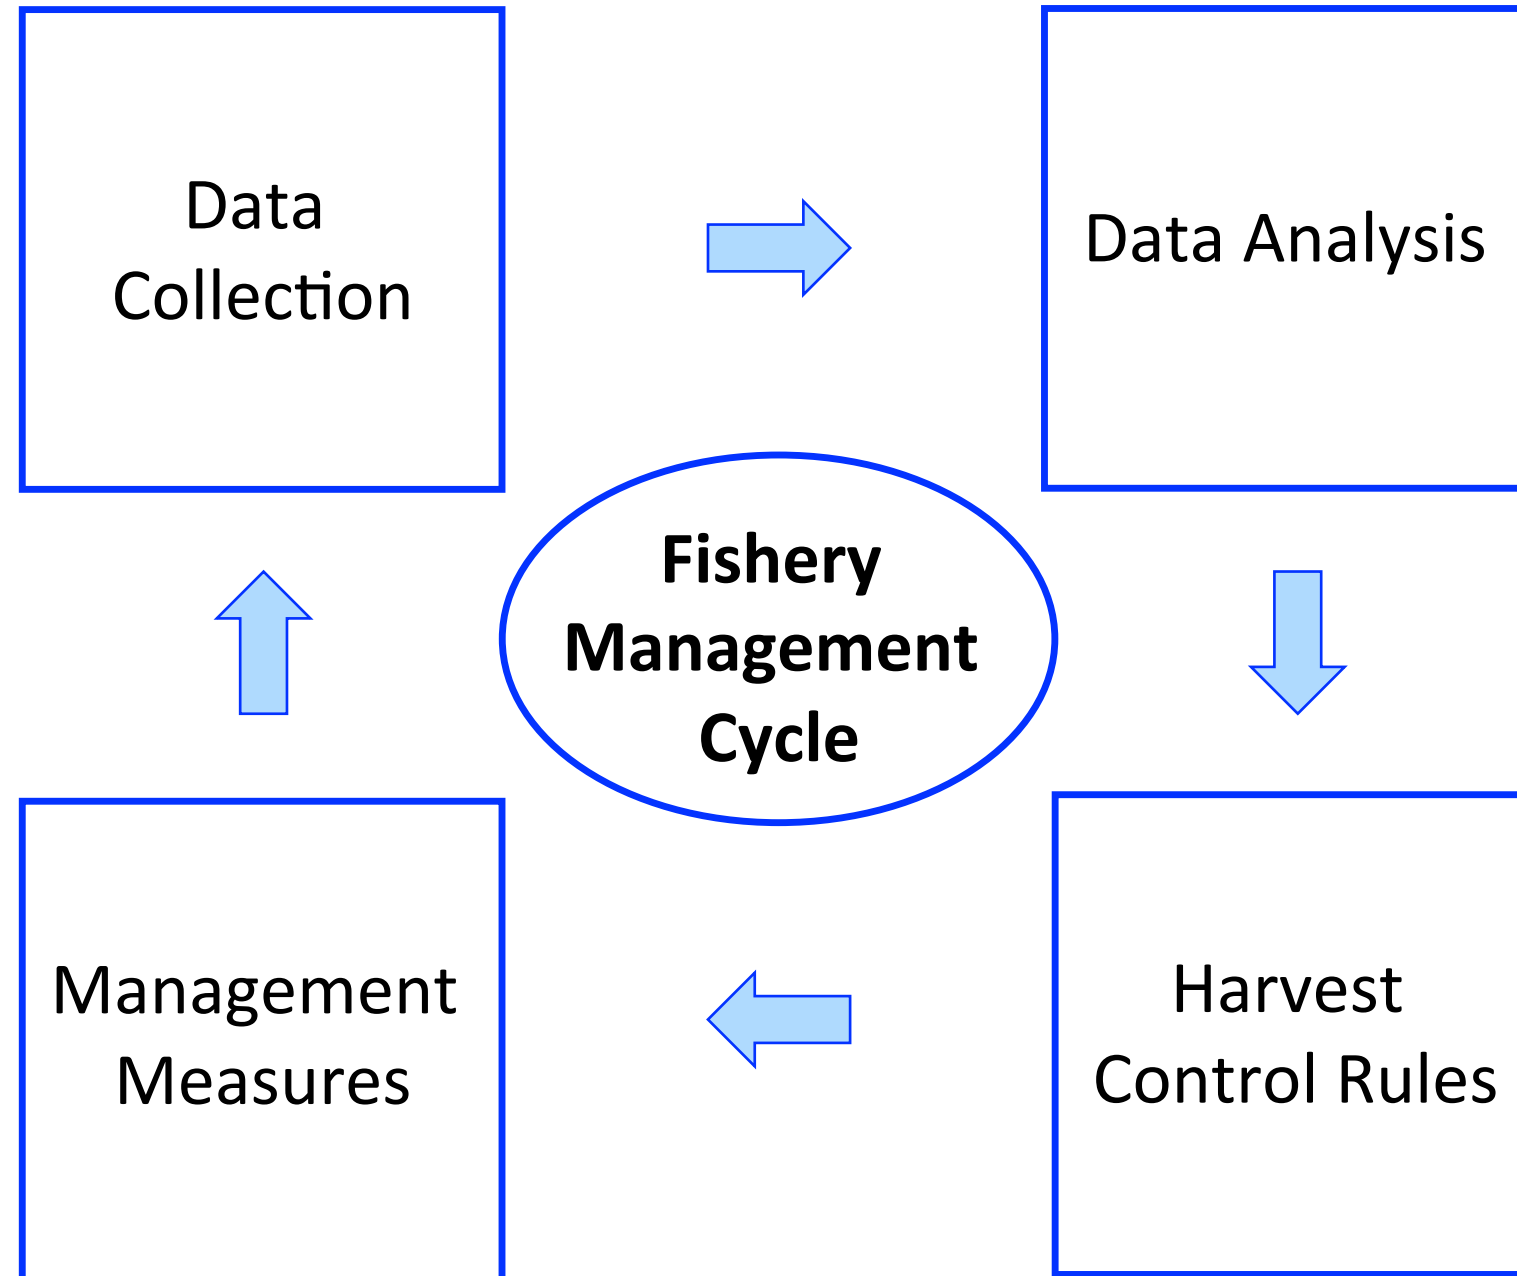 Data
Collection
Data Analysis
Fishery
Management
Cycle
Management
Measures
Harvest
Control Rules